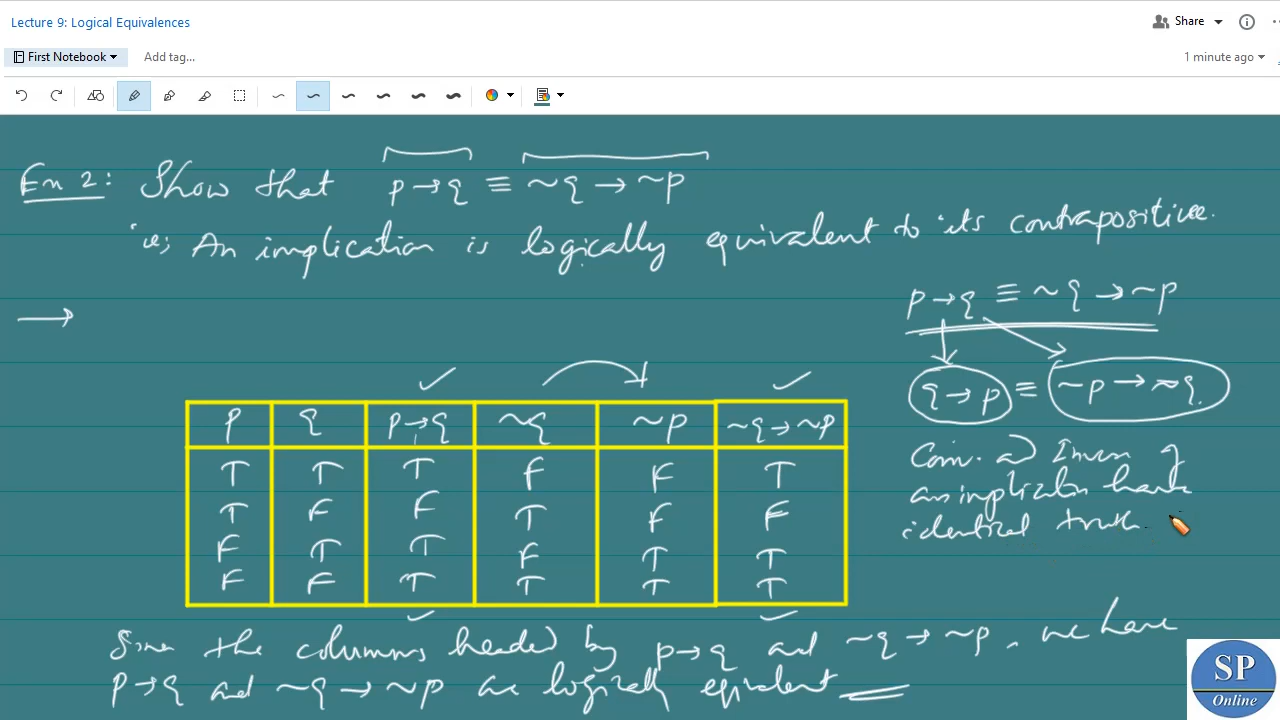 Lecture 9: Logical Equivalences
Share
First Notebook
Add tag...
1 minute ago
Ex 2: Show that p → q ≡ ~q → ~p
ie; An implication is logically equivalent to its contrapositive.
p → q ≡ ~q → ~p
q → p ≡ ~p → ~q.
Conv. and Invers of
an implication have
identical truth
p q p → q ~q ~p ~q → ~p
T T T F F T
T F F T F F
F T T F T T
F F T T T T
Since the columns headed by p → q and ~q → ~p, we have
p → q and ~q → ~p are logically equivalent
SP
Online